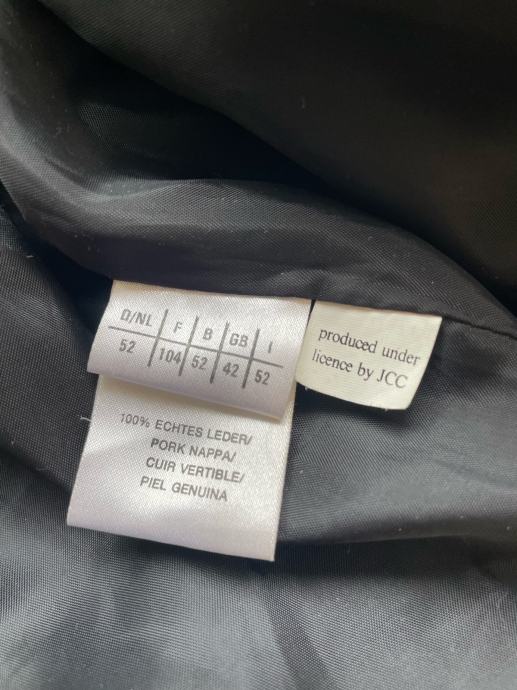 D/NL F B GB I
52 104 52 42 52
100% ECHTES LEDER/
PORK NAPPA/
CUIR VERTIBLE/
PIEL GENUINA
produced under
licence by JCC